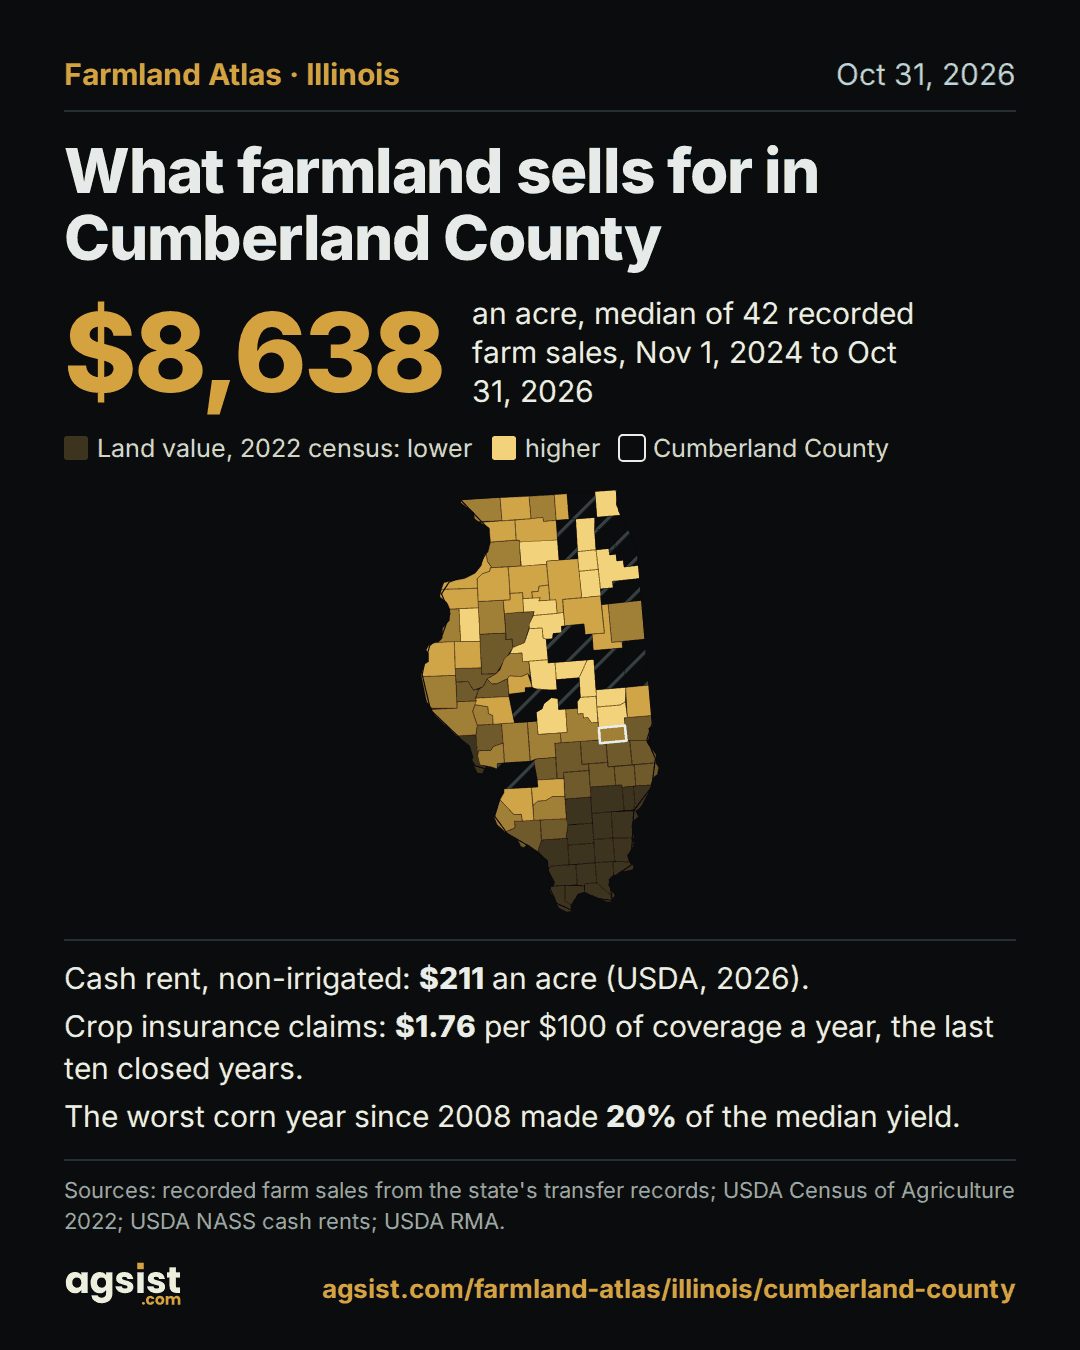 Farmland Atlas · Illinois
Oct 31, 2026
What farmland sells for in
Cumberland County
$8,638
an acre, median of 42 recorded
farm sales, Nov 1, 2024 to Oct
31, 2026
Land value, 2022 census: lower
higher
Cumberland County
Cash rent, non-irrigated: $211 an acre (USDA, 2026).
Crop insurance claims: $1.76 per $100 of coverage a year, the last
ten closed years.
The worst corn year since 2008 made 20% of the median yield.
Sources: recorded farm sales from the state's transfer records; USDA Census of Agriculture
2022; USDA NASS cash rents; USDA RMA.
agsist
.com
agsist.com/farmland-atlas/illinois/cumberland-county